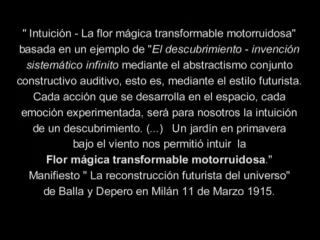 " Intuición - La flor mágica transformable motorruidosa"
basada en un ejemplo de "El descubrimiento - invención
sistemático infinito mediante el abstractismo conjunto
constructivo auditivo, esto es, mediante el estilo futurista.
Cada acción que se desarrolla en el espacio, cada
emoción experimentada, será para nosotros la intuición
de un descubrimiento. (...)   Un jardín en primavera
bajo el viento nos permitió intuir  la
Flor mágica transformable motorruidosa."
Manifiesto " La reconstrucción futurista del universo"
de Balla y Depero en Milán 11 de Marzo 1915.